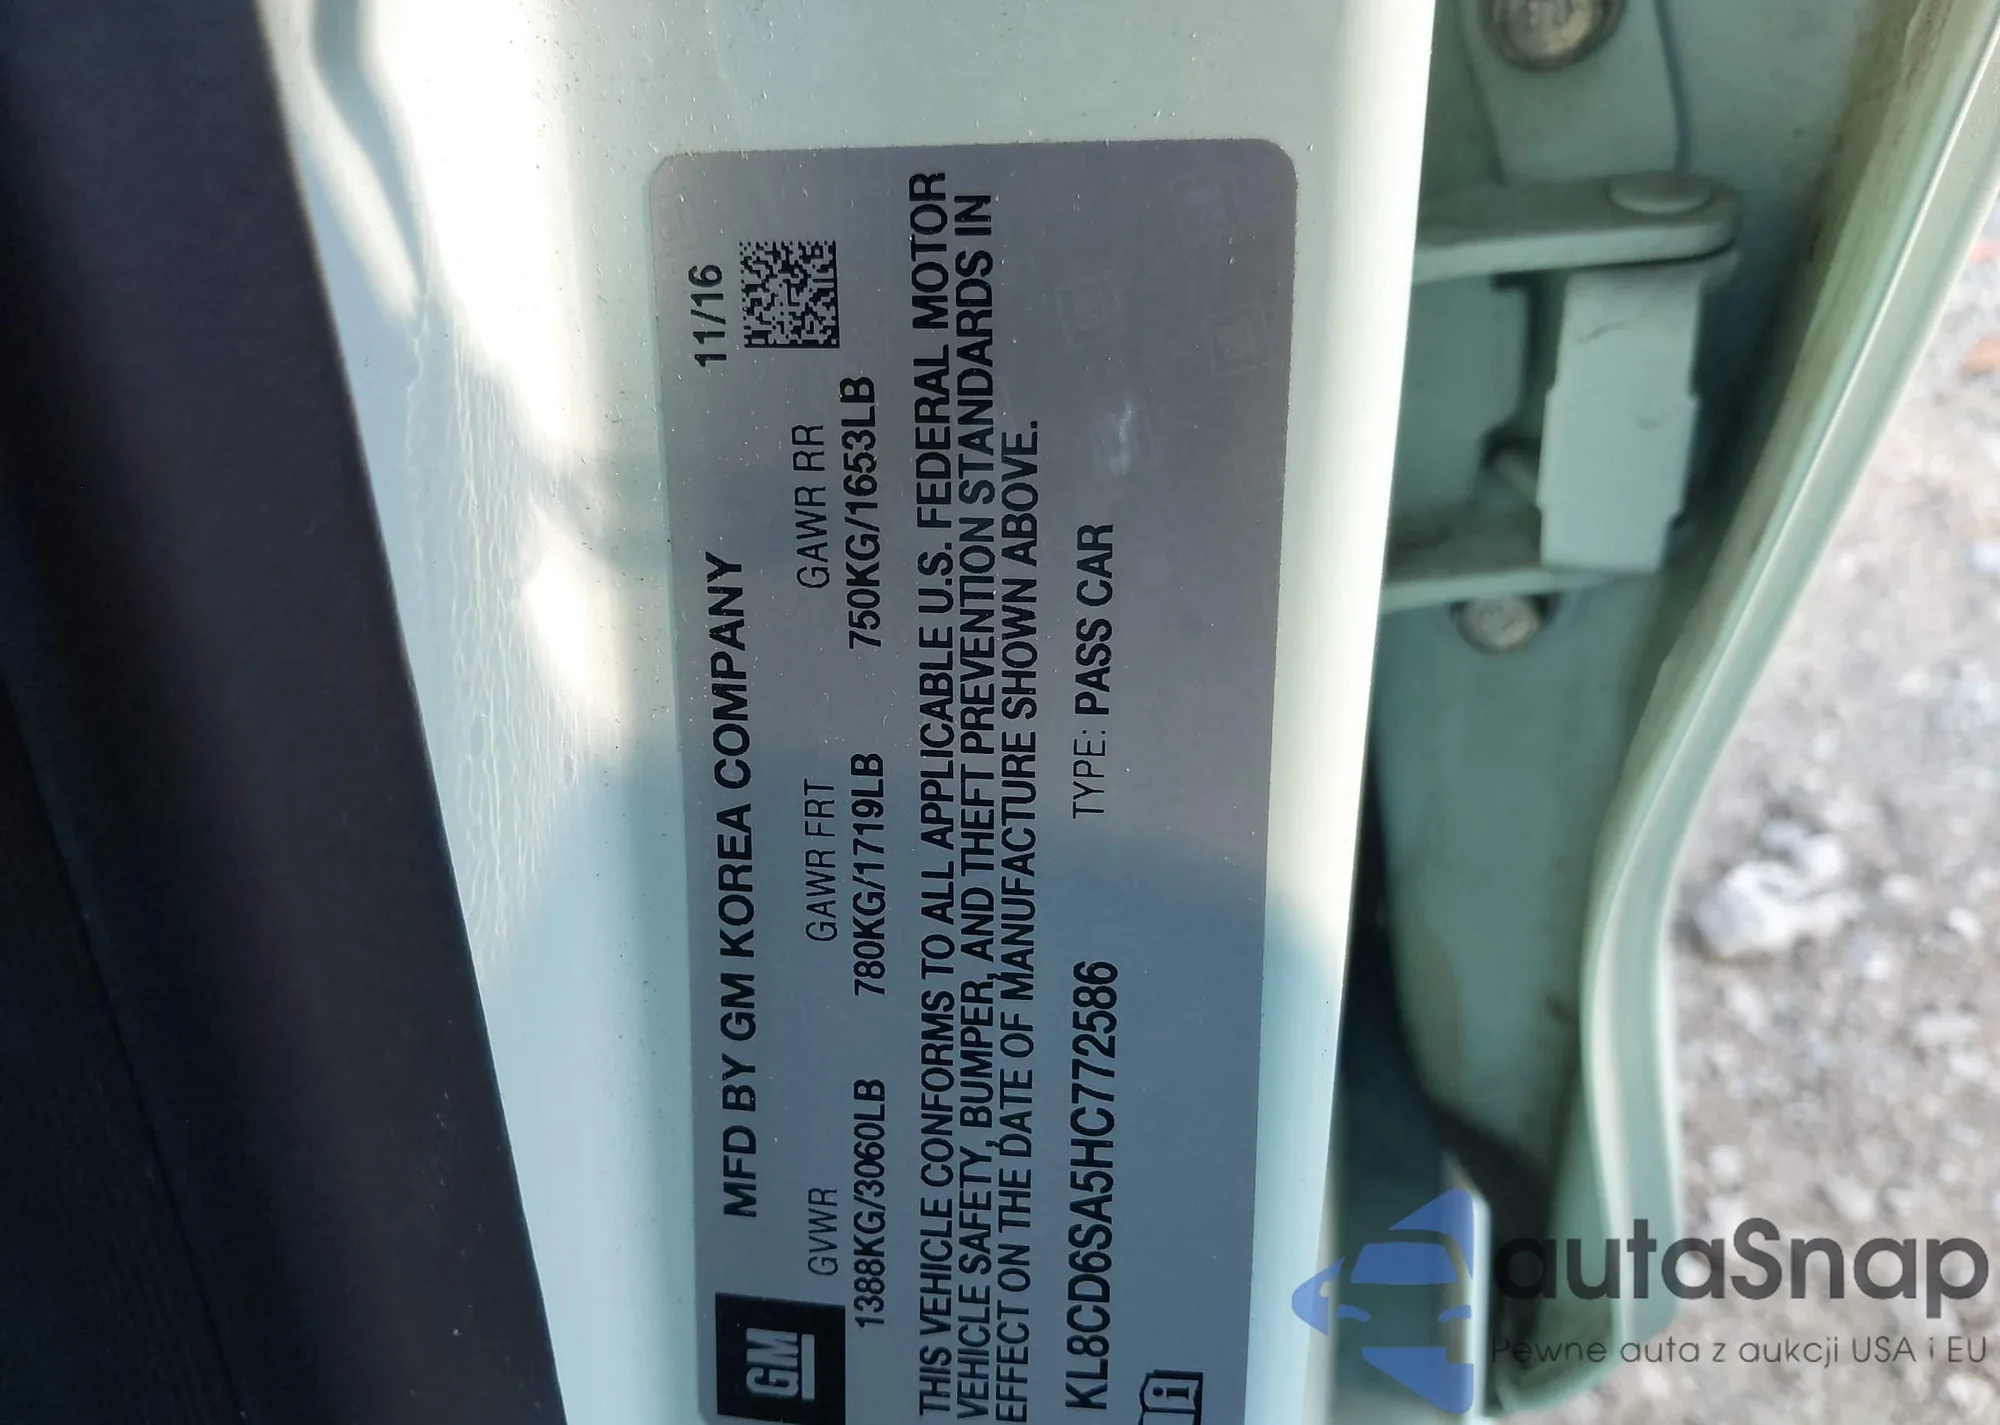 GM
MFD BY GM KOREA COMPANY 11/16
GVWR GAWR FRT GAWR RR
1388KG/3060LB 780KG/1719LB 750KG/1653LB
THIS VEHICLE CONFORMS TO ALL APPLICABLE U.S. FEDERAL MOTOR
VEHICLE SAFETY, BUMPER, AND THEFT PREVENTION STANDARDS IN
EFFECT ON THE DATE OF MANUFACTURE SHOWN ABOVE.
KL8CD6SA5HC772586 TYPE: PASS CAR
autaSnap
Pewne auta z aukcji USA i EU